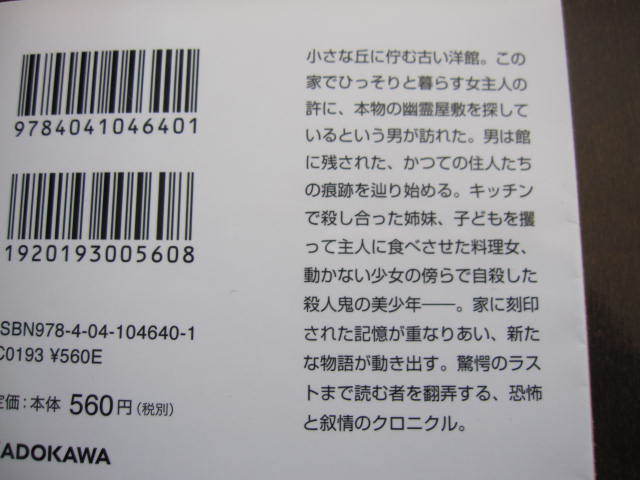 9784041046401
1920193005608
ISBN978-4-04-104640-1
C0193 ¥560E
定価：本体 560円（税別）
KADOKAWA
小さな丘に佇む古い洋館。この
家でひっそりと暮らす女主人の
許に、本物の幽霊屋敷を探して
いるという男が訪れた。男は館
に残された、かつての住人たち
の痕跡を辿り始める。キッチン
で殺し合った姉妹、子どもを攫
って主人に食べさせた料理女、
動かない少女の傍らで自殺した
殺人鬼の美少年──。家に刻印
された記憶が重なりあい、新た
な物語が動き出す。驚愕のラス
トまで読む者を翻弄する、恐怖
と叙情のクロニクル。